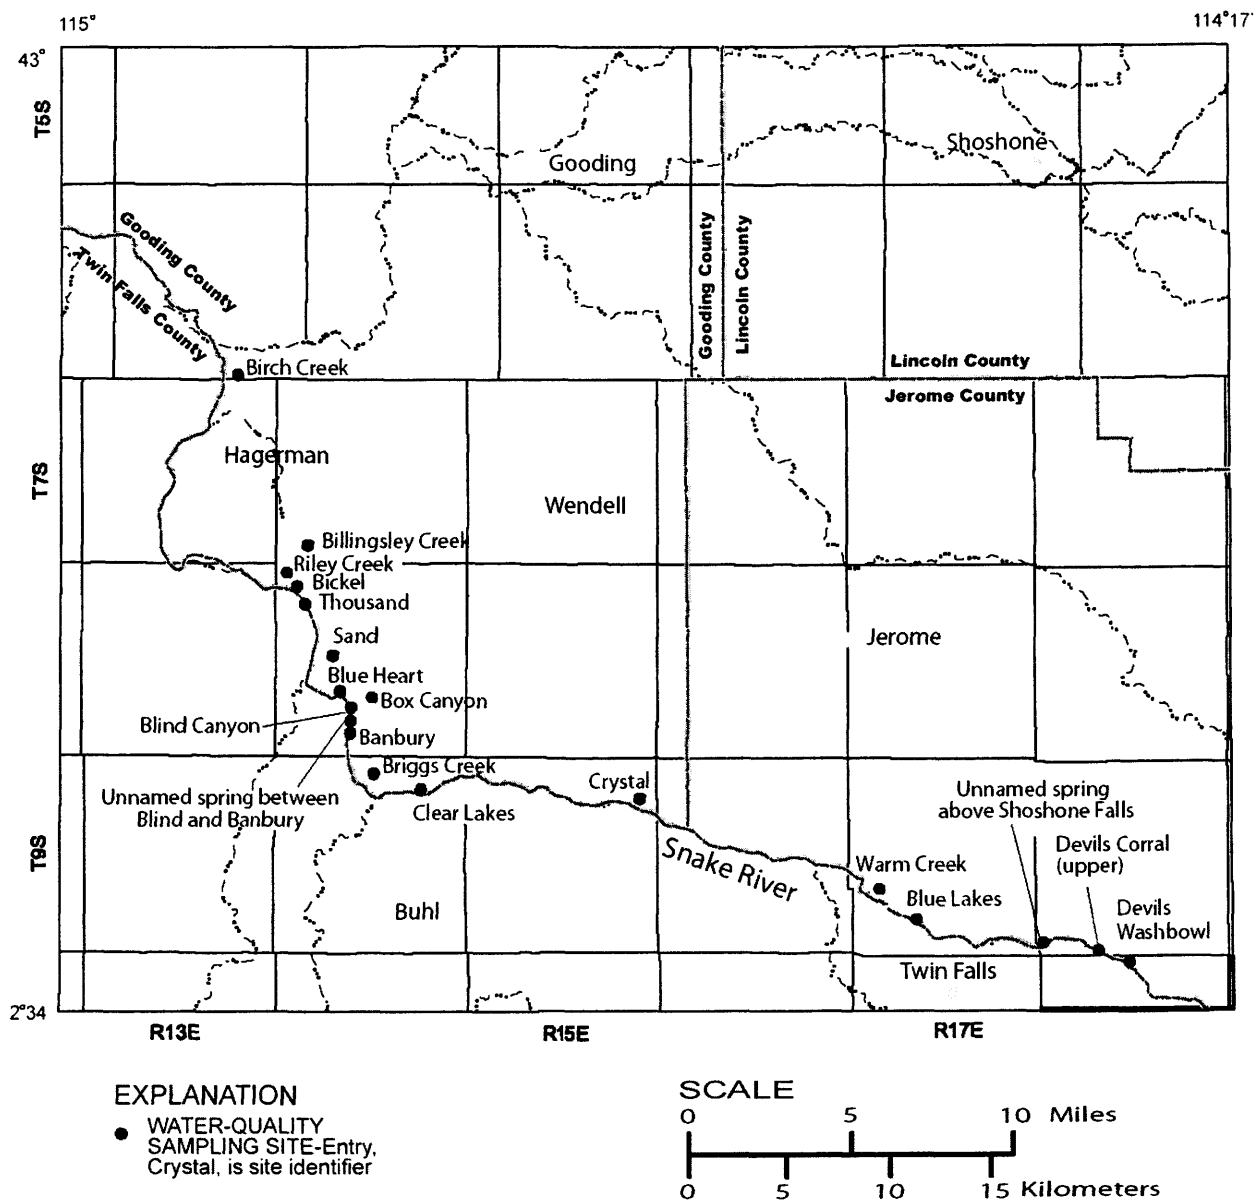 115°
114°17'
43°
T5S
Shoshone
Gooding
Gooding County
Twin Falls County
Gooding County
Lincoln County
Lincoln County
Jerome County
Birch Creek
Hagerman
T7S
Wendell
Billingsley Creek
Riley Creek
Bickel
Thousand
Sand
Jerome
Blue Heart
Box Canyon
Blind Canyon
Banbury
Briggs Creek
Unnamed spring between
Blind and Banbury
Clear Lakes
Crystal
Unnamed spring
above Shoshone Falls
T9S
Snake River
Devils Corral
(upper)
Warm Creek
Blue Lakes
Buhl
Devils
Washbowl
Twin Falls
2°34
R13E
R15E
R17E
EXPLANATION
WATER-QUALITY
SAMPLING SITE-Entry,
Crystal, is site identifier
SCALE
0 5 10 Miles
0 5 10 15 Kilometers